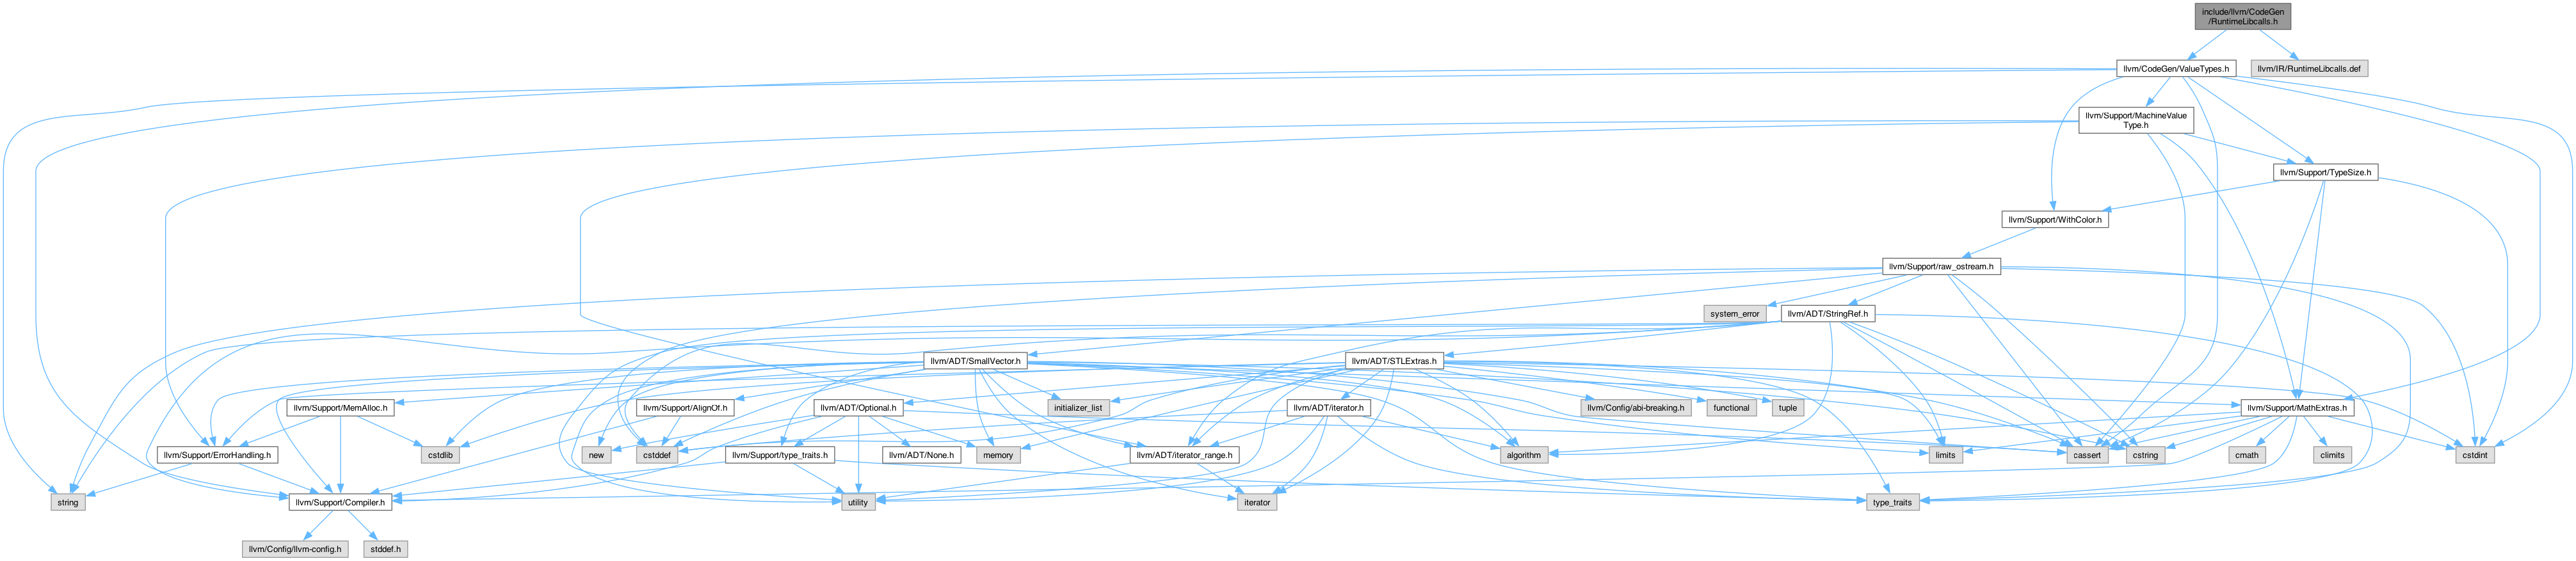 include/llvm/CodeGen
/RuntimeLibcalls.h
llvm/CodeGen/ValueTypes.h
llvm/IR/RuntimeLibcalls.def
llvm/Support/MachineValue
Type.h
llvm/Support/TypeSize.h
llvm/Support/WithColor.h
llvm/Support/raw_ostream.h
system_error
llvm/ADT/StringRef.h
llvm/ADT/SmallVector.h
llvm/ADT/STLExtras.h
llvm/Support/MemAlloc.h
llvm/Support/AlignOf.h
llvm/ADT/Optional.h
initializer_list
llvm/ADT/iterator.h
llvm/Config/abi-breaking.h
functional
tuple
llvm/Support/MathExtras.h
llvm/Support/ErrorHandling.h
cstdlib
new
cstddef
llvm/Support/type_traits.h
llvm/ADT/None.h
memory
llvm/ADT/iterator_range.h
algorithm
limits
cassert
cstring
cmath
climits
cstdint
string
llvm/Support/Compiler.h
utility
iterator
type_traits
llvm/Config/llvm-config.h
stddef.h